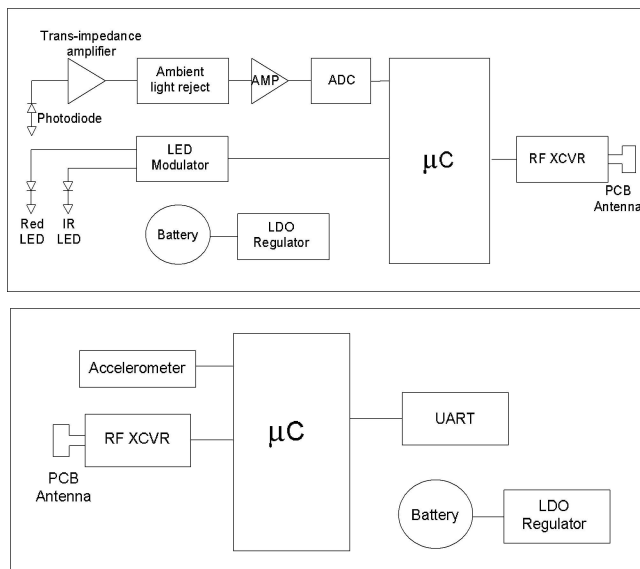 Trans-impedance
amplifier
Photodiode
Ambient
light reject
AMP
ADC
μC
RF XCVR
PCB
Antenna
LED
Modulator
Red
LED
IR
LED
Battery
LDO
Regulator
Accelerometer
RF XCVR
PCB
Antenna
μC
UART
Battery
LDO
Regulator